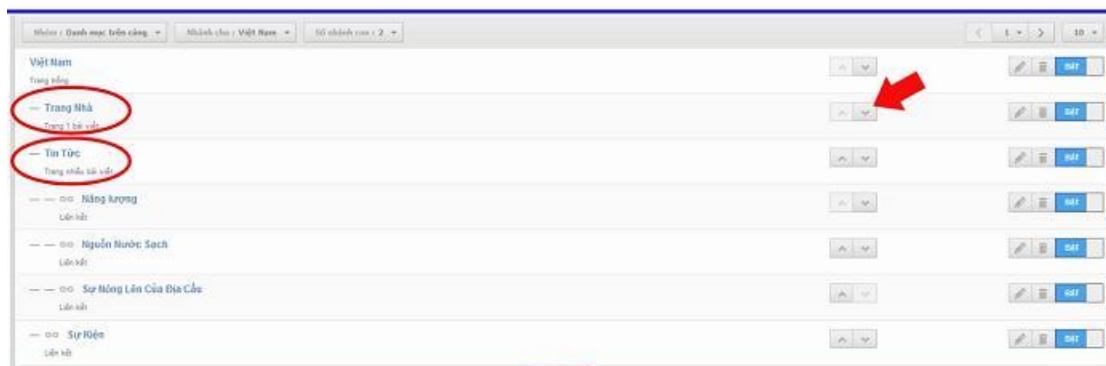 Nhóm : Danh mục trên cùng Nhánh cha : Việt Nam Số nhánh con : 2 1 10
Việt Nam
Trang trống
BẬT
— Trang Nhà
Trang 1 bài viết
BẬT
— Tin Tức
Trang nhiều bài viết
BẬT
— — Năng lượng
Liên kết
BẬT
— — Nguồn Nước Sạch
Liên kết
BẬT
— — Sự Nóng Lên Của Địa Cầu
Liên kết
BẬT
— Sự Kiện
Liên kết
BẬT